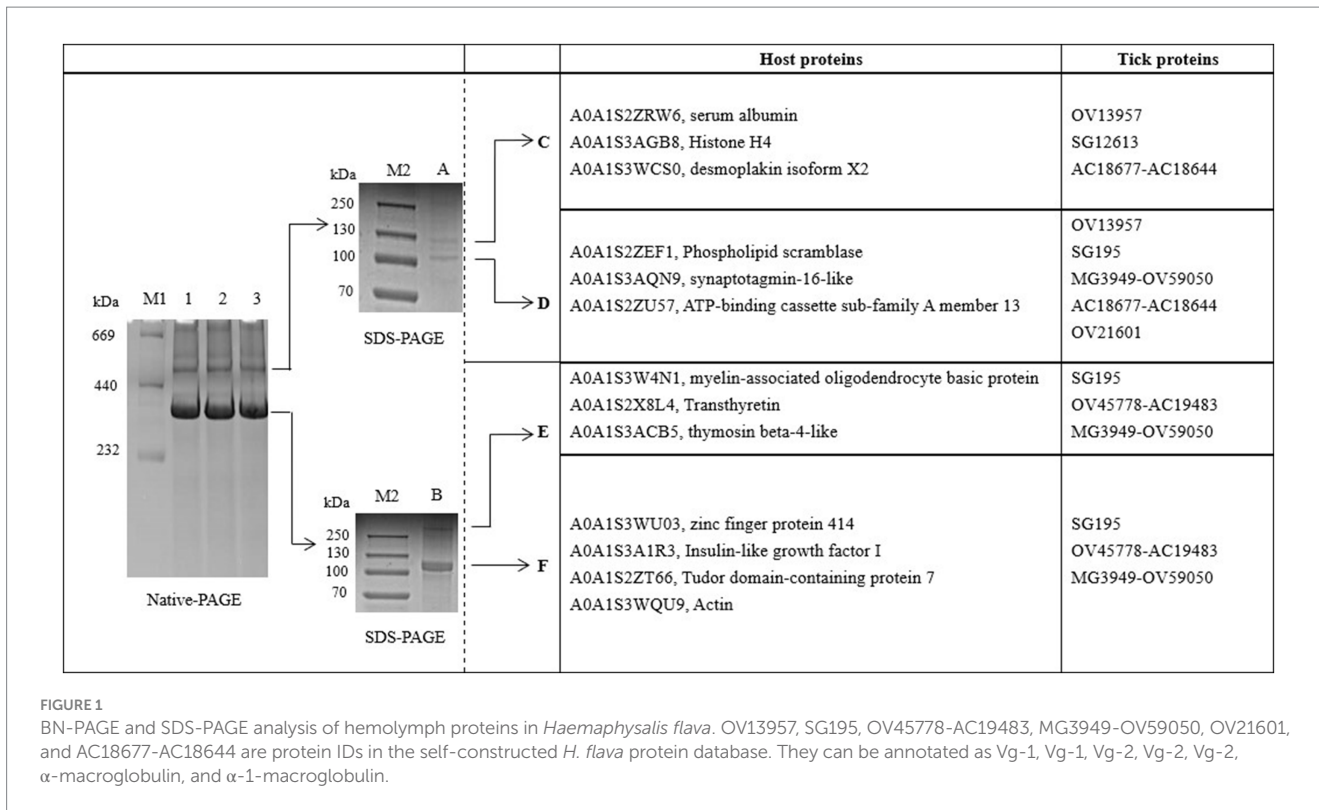 Host proteins
Tick proteins
A0A1S2ZRW6, serum albumin
A0A1S3AGB8, Histone H4
A0A1S3WCS0, desmoplakin isoform X2
OV13957
SG12613
AC18677-AC18644
C
kDa
M2
A
250
130
100
70
SDS-PAGE
A0A1S2ZEF1, Phospholipid scramblase
A0A1S3AQN9, synaptotagmin-16-like
A0A1S2ZU57, ATP-binding cassette sub-family A member 13
OV13957
SG195
MG3949-OV59050
AC18677-AC18644
OV21601
D
kDa
M1
1
2
3
669
440
232
Native-PAGE
A0A1S3W4N1, myelin-associated oligodendrocyte basic protein
A0A1S2X8L4, Transthyretin
A0A1S3ACB5, thymosin beta-4-like
SG195
OV45778-AC19483
MG3949-OV59050
E
kDa
M2
B
250
130
100
70
SDS-PAGE
A0A1S3WU03, zinc finger protein 414
A0A1S3A1R3, Insulin-like growth factor I
A0A1S2ZT66, Tudor domain-containing protein 7
A0A1S3WQU9, Actin
SG195
OV45778-AC19483
MG3949-OV59050
F
FIGURE 1
BN-PAGE and SDS-PAGE analysis of hemolymph proteins in Haemaphysalis flava. OV13957, SG195, OV45778-AC19483, MG3949-OV59050, OV21601,
and AC18677-AC18644 are protein IDs in the self-constructed H. flava protein database. They can be annotated as Vg-1, Vg-1, Vg-2, Vg-2, Vg-2,
α-macroglobulin, and α-1-macroglobulin.